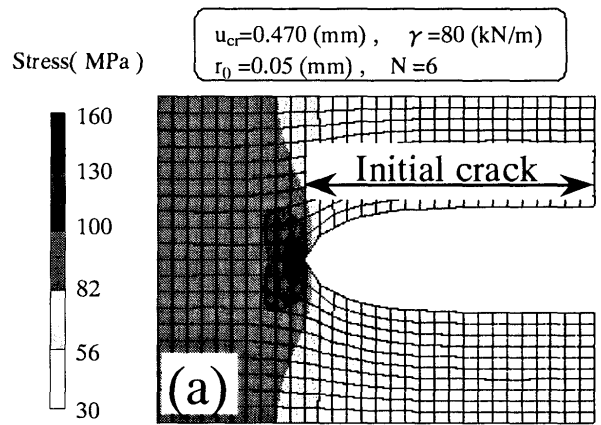 u_cr=0.470 (mm) , γ=80 (kN/m)
r_0 =0.05 (mm), N =6
Stress( MPa )
160
130
100
82
56
30
Initial crack
(a)